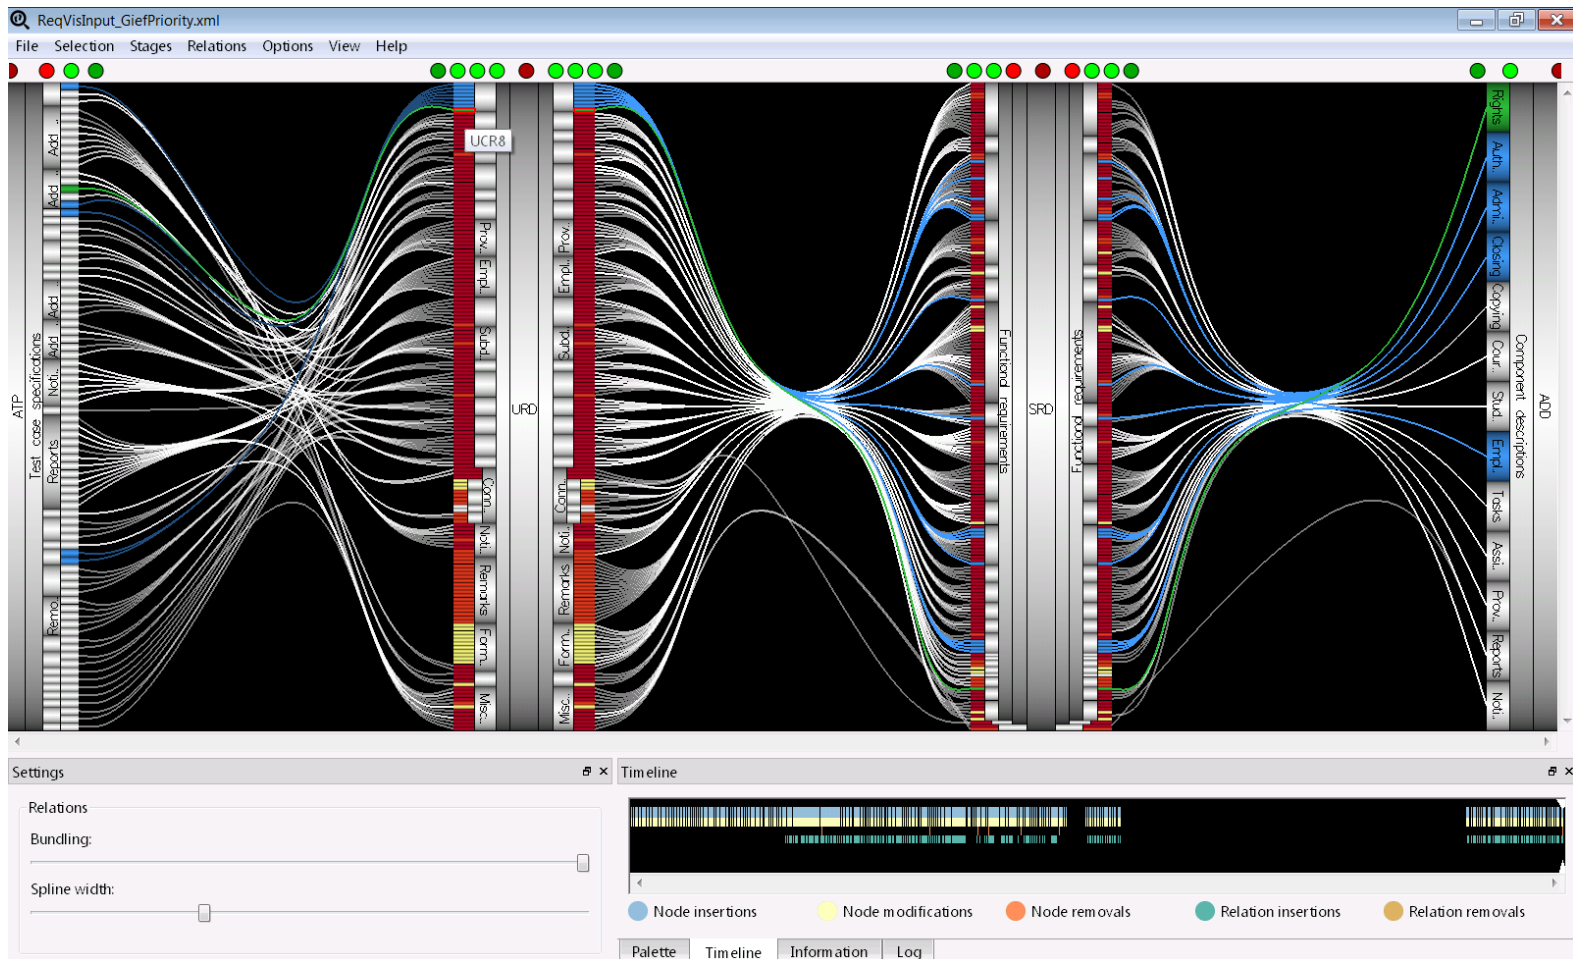 ReqVisInput_GiefPriority.xml
File Selection Stages Relations Options View Help
ATP
Test case specifications
Add ..
Add ..
Add ..
Add ..
Noti..
Reports
Remo..
UCR8
Prov..
Empl..
Subd..
Conn..
Noti..
Remarks
Form..
Misc..
URD
Prov..
Empl..
Subd..
Conn..
Noti..
Remarks
Form..
Misc..
Functional requirements
SRD
Functional requirements
Rights
Auth..
Admi..
Closing
Copying
Cour..
Stud..
Empl..
Tasks
Assi..
Prov..
Reports
Noti..
Component descriptions
ADD
Settings
Relations
Bundling:
Spline width:
Timeline
Node insertions Node modifications Node removals Relation insertions Relation removals
Palette Timeline Information Log